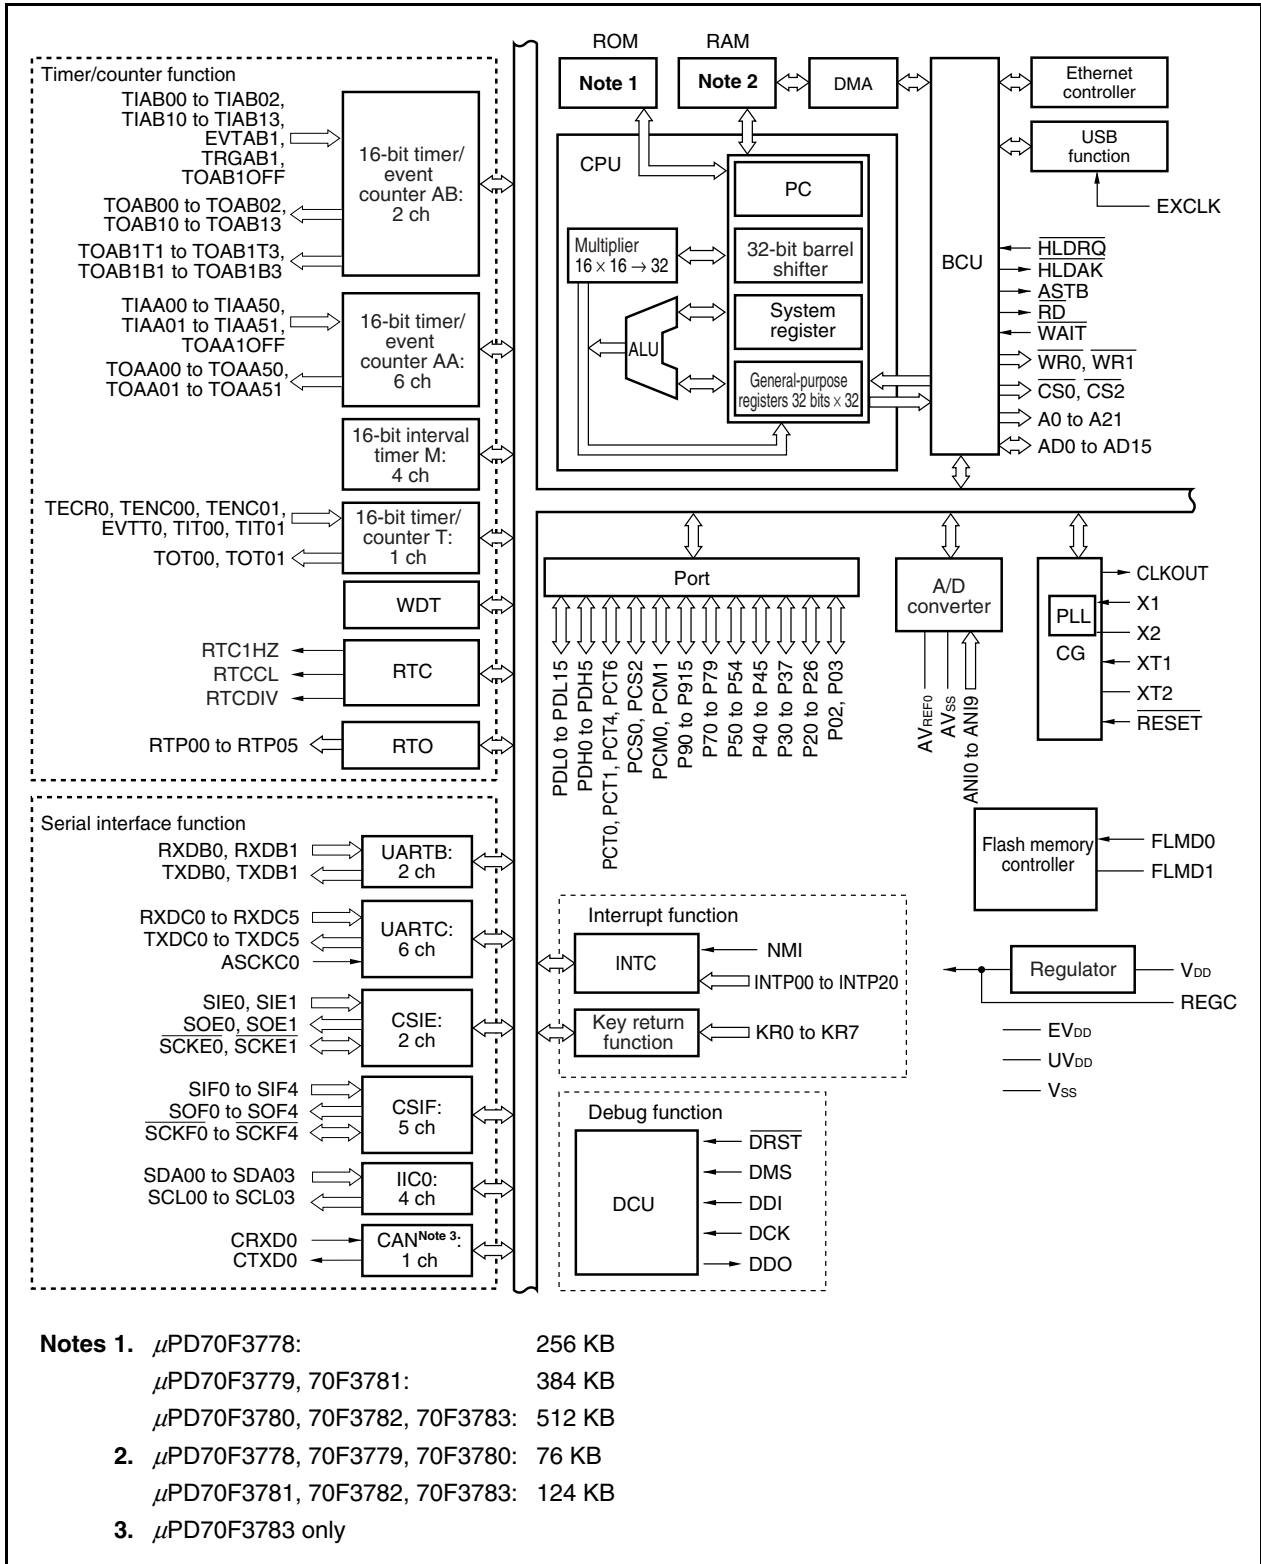 Timer/counter function
TIAB00 to TIAB02,
TIAB10 to TIAB13,
EVTAB1,
TRGAB1,
TOAB1OFF
TOAB00 to TOAB02,
TOAB10 to TOAB13
TOAB1T1 to TOAB1T3,
TOAB1B1 to TOAB1B3
16-bit timer/
event
counter AB:
2 ch
TIAA00 to TIAA50,
TIAA01 to TIAA51,
TOAA1OFF
TOAA00 to TOAA50,
TOAA01 to TOAA51
16-bit timer/
event
counter AA:
6 ch
16-bit interval
timer M:
4 ch
TECR0, TENC00, TENC01,
EVTT0, TIT00, TIT01
TOT00, TOT01
16-bit timer/
counter T:
1 ch
WDT
RTC1HZ
RTCCL
RTCDIV
RTC
RTP00 to RTP05
RTO
Serial interface function
RXDB0, RXDB1
TXDB0, TXDB1
UARTB:
2 ch
RXDC0 to RXDC5
TXDC0 to TXDC5
ASCKC0
UARTC:
6 ch
SIE0, SIE1
SOE0, SOE1
SCKE0, SCKE1
CSIE:
2 ch
SIF0 to SIF4
SOF0 to SOF4
SCKF0 to SCKF4
CSIF:
5 ch
SDA00 to SDA03
SCL00 to SCL03
IIC0:
4 ch
CRXD0
CTXD0
CAN Note 3:
1 ch
ROM
Note 1
RAM
Note 2
DMA
CPU
PC
Multiplier
16 × 16 → 32
32-bit barrel
shifter
ALU
System
register
General-purpose
registers 32 bits × 32
BCU
Ethernet
controller
USB
function
EXCLK
HLDRQ
HLDAK
ASTB
RD
WAIT
WR0, WR1
CS0, CS2
A0 to A21
AD0 to AD15
Port
PDL0 to PDL15
PDH0 to PDH5
PCT0, PCT1, PCT4, PCT6
PCS0, PCS2
PCM0, PCM1
P90 to P915
P70 to P79
P50 to P54
P40 to P45
P30 to P37
P20 to P26
P02, P03
A/D
converter
AVREF0
AVSS
ANI0 to ANI9
PLL
CG
CLKOUT
X1
X2
XT1
XT2
RESET
Flash memory
controller
FLMD0
FLMD1
Interrupt function
INTC
NMI
INTP00 to INTP20
Key return
function
KR0 to KR7
Regulator
VDD
REGC
EVDD
UVDD
VSS
Debug function
DCU
DRST
DMS
DDI
DCK
DDO
Notes 1. μPD70F3778: 256 KB
μPD70F3779, 70F3781: 384 KB
μPD70F3780, 70F3782, 70F3783: 512 KB
2. μPD70F3778, 70F3779, 70F3780: 76 KB
μPD70F3781, 70F3782, 70F3783: 124 KB
3. μPD70F3783 only